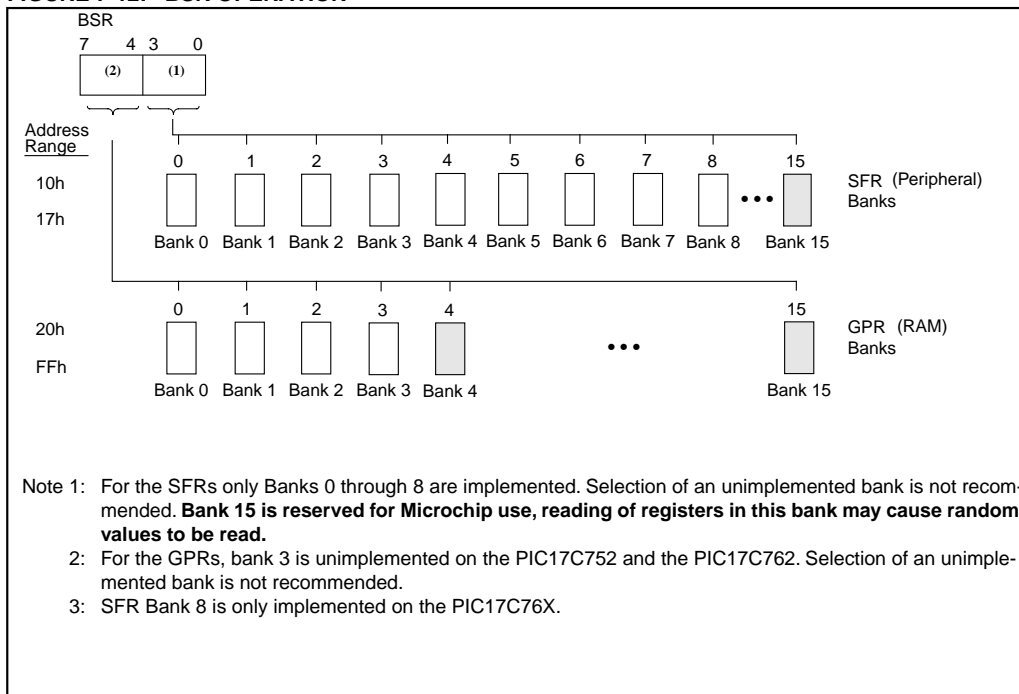 BSR
7 4 3 0
(2) (1)
Address
Range
0 1 2 3 4 5 6 7 8 15
10h
17h
SFR (Peripheral)
Banks
• • •
Bank 0 Bank 1 Bank 2 Bank 3 Bank 4 Bank 5 Bank 6 Bank 7 Bank 8 Bank 15
0 1 2 3 4 15
20h
FFh
GPR (RAM)
Banks
• • •
Bank 0 Bank 1 Bank 2 Bank 3 Bank 4 Bank 15
Note 1: For the SFRs only Banks 0 through 8 are implemented. Selection of an unimplemented bank is not recom-
mended. Bank 15 is reserved for Microchip use, reading of registers in this bank may cause random
values to be read.
2: For the GPRs, bank 3 is unimplemented on the PIC17C752 and the PIC17C762. Selection of an unimple-
mented bank is not recommended.
3: SFR Bank 8 is only implemented on the PIC17C76X.